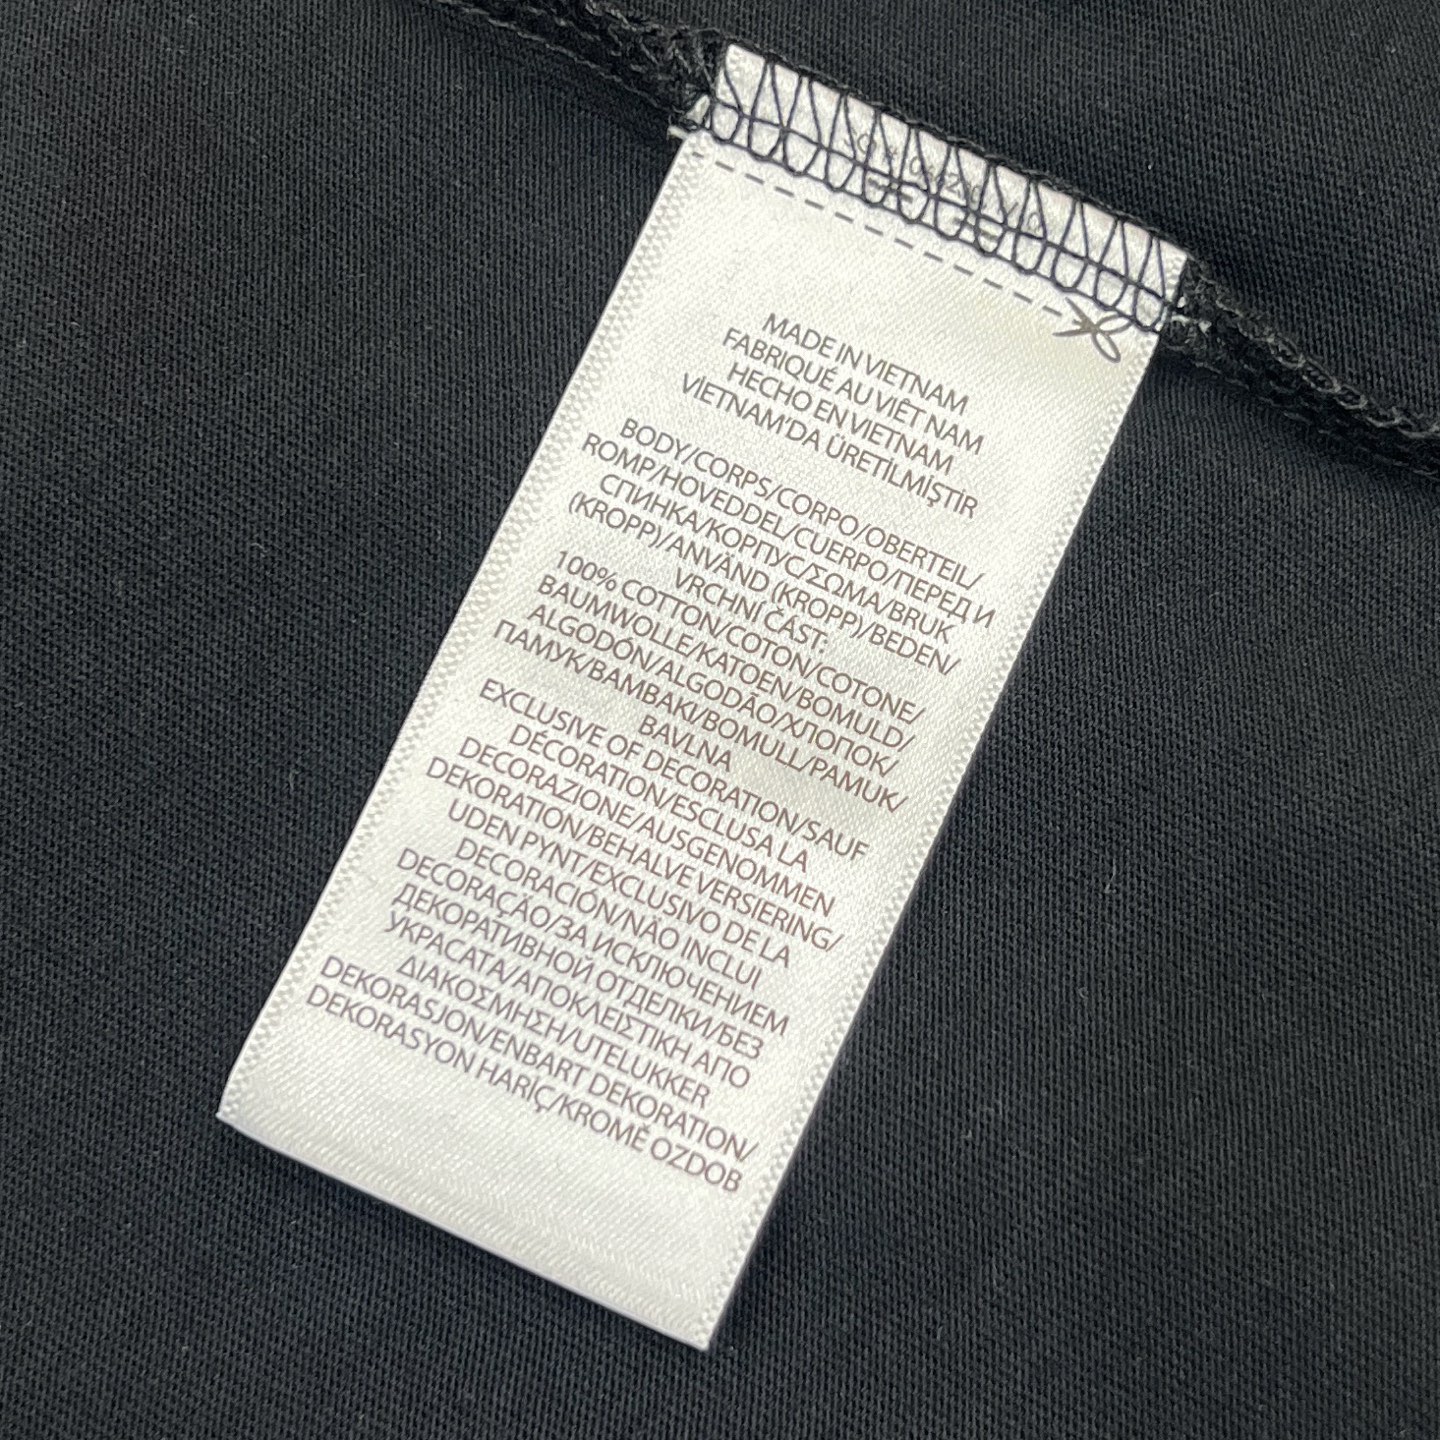 MADE IN VIETNAM
FABRIQUÉ AU VIÊT NAM
HECHO EN VIETNAM
VIETNAM'DA ÜRETİLMİŞTİR
BODY/CORPS/CORPO/OBERTEIL/
ROMP/HOVEDDEL/CUERPO/ПЕРЕД И
СПИНКА/КОРПУС/ΣΩΜΑ/BRUK
(KROPP)/ANVÄND (KROPP)/BEDEN/
VRCHNÍ ČÁST:
100% COTTON/COTON/COTONE/
BAUMWOLLE/KATOEN/BOMULD/
ALGODÓN/ALGODÃO/ХЛОПОК/
ПАМУК/ΒΑΜΒΑΚΙ/BOMULL/PAMUK/
BAVLNA
EXCLUSIVE OF DECORATION/SAUF
DÉCORATION/ESCLUSA LA
DECORAZIONE/AUSGENOMMEN
DEKORATION/BEHALVE VERSIERING/
UDEN PYNT/EXCLUSIVO DE LA
DECORACIÓN/NÃO INCLUI
DECORAÇÃO/ЗА ИСКЛЮЧЕНИЕМ
ДЕКОРАТИВНОЙ ОТДЕЛКИ/БЕЗ
УКРАСАТА/ΑΠΟΚΛΕΙΣΤΙΚΗ ΑΠΟ
ΔΙΑΚΟΣΜΗΣΗ/UTELUKKER
DEKORASJON/ENBART DEKORATION/
DEKORASYON HARİÇ/KROMĚ OZDOB